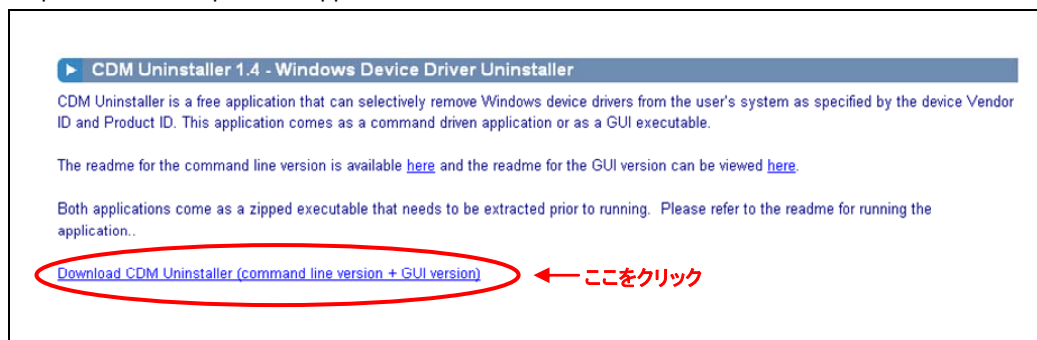 CDM Uninstaller 1.4 - Windows Device Driver Uninstaller
CDM Uninstaller is a free application that can selectively remove Windows device drivers from the user's system as specified by the device Vendor
ID and Product ID. This application comes as a command driven application or as a GUI executable.
The readme for the command line version is available here and the readme for the GUI version can be viewed here.
Both applications come as a zipped executable that needs to be extracted prior to running. Please refer to the readme for running the
application..
Download CDM Uninstaller (command line version + GUI version)
ここをクリック